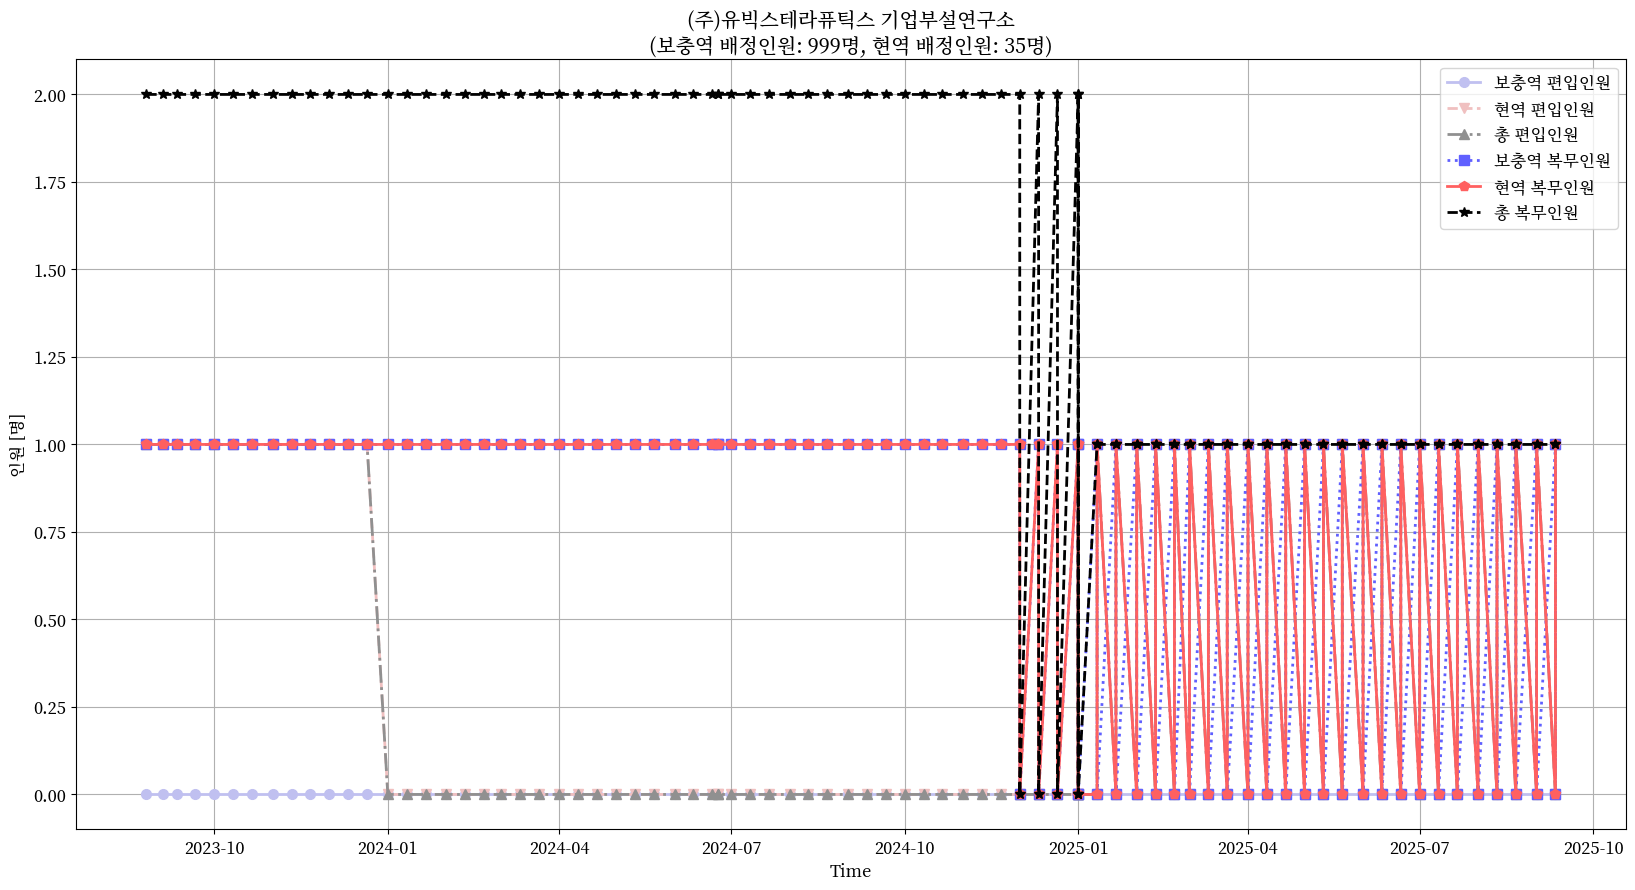 (주)유빅스테라퓨틱스 기업부설연구소
(보충역 배정인원: 999명, 현역 배정인원: 35명)
보충역 편입인원
현역 편입인원
총 편입인원
보충역 복무인원
현역 복무인원
총 복무인원
인원 [명]
2.00
1.75
1.50
1.25
1.00
0.75
0.50
0.25
0.00
2023-10
2024-01
2024-04
2024-07
2024-10
2025-01
2025-04
2025-07
2025-10
Time